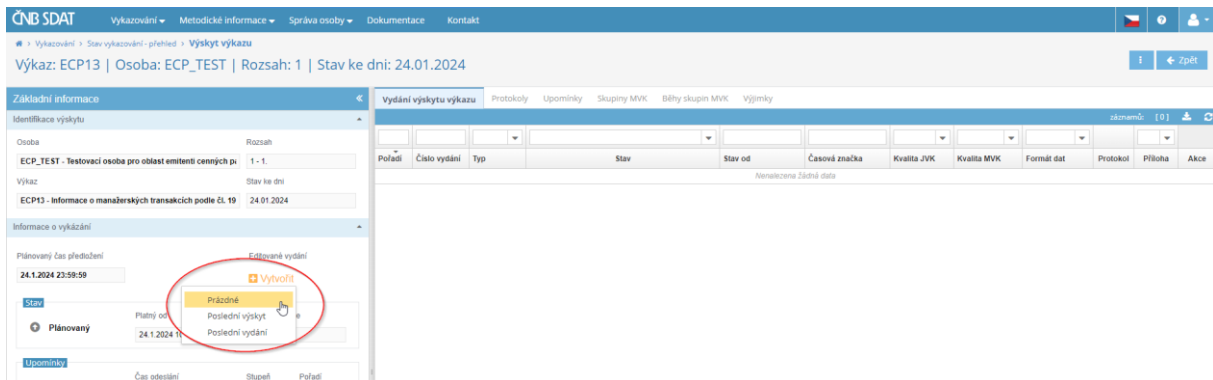 ČNB SDAT Vykazování Metodické informace Správa osoby Dokumentace Kontakt
Vykazování › Stav vykazování - přehled › Výskyt výkazu
Výkaz: ECP13 | Osoba: ECP_TEST | Rozsah: 1 | Stav ke dni: 24.01.2024
Zpět
Základní informace
Identifikace výskytu
Osoba Rozsah
ECP_TEST - Testovací osoba pro oblast emitenti cenných pa 1 - 1.
Výkaz Stav ke dni
ECP13 - Informace o manažerských transakcích podle čl. 19 24.01.2024
Informace o vykázání
Plánovaný čas předložení Editované vydání
24.1.2024 23:59:59 Vytvořit
Prázdné
Poslední výskyt
Poslední vydání
Stav
Platný od
Plánovaný 24.1.2024
Upomínky
Čas odeslání Stupeň Pořadí
Vydání výskytu výkazu Protokoly Upomínky Skupiny MVK Běhy skupin MVK Výjimky
záznamů: [ 0 ]
Pořadí Číslo vydání Typ Stav Stav od Časová značka Kvalita JVK Kvalita MVK Formát dat Protokol Příloha Akce
Nenalezena žádná data